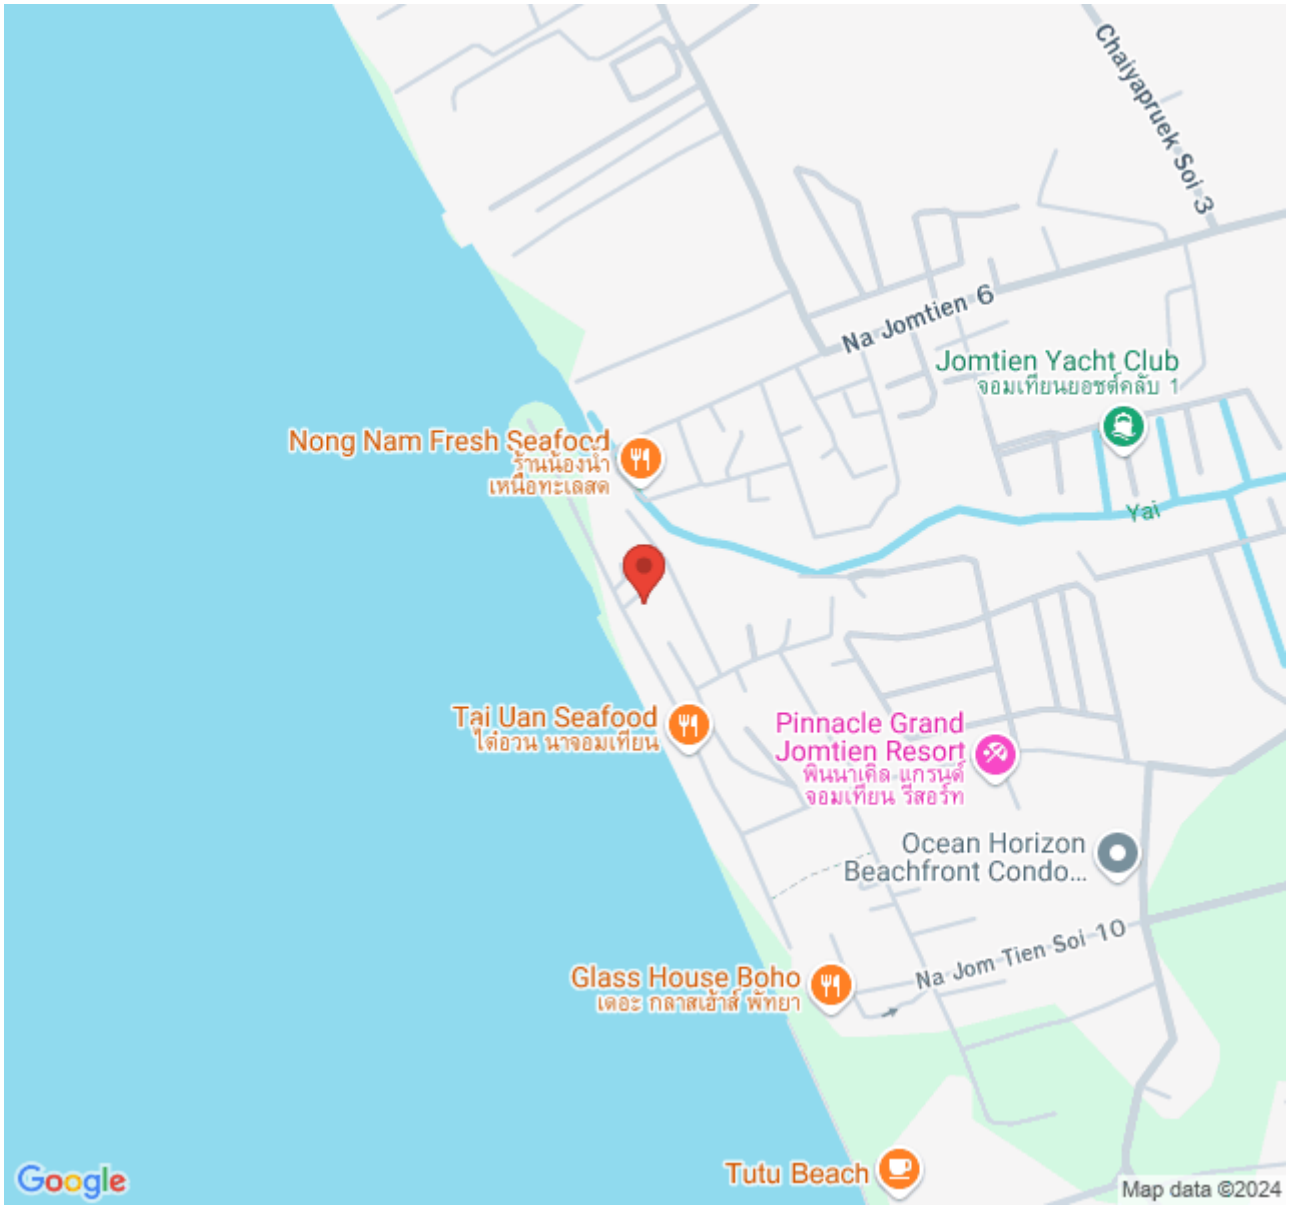 Chaiyapruek Soi 3
Na Jomtien 6
Jomtien Yacht Club
จอมเทียนยอชต์คลับ 1
Nong Nam Fresh Seafood
ร้านน้องน้ำ
เหนือทะเลสด
Yai
Tai Uan Seafood
ไต๋อวน นาจอมเทียน
Pinnacle Grand
Jomtien Resort
พินนาเคิล แกรนด์
จอมเทียน รีสอร์ท
Ocean Horizon
Beachfront Condo...
Na Jom Tien Soi 10
Glass House Boho
เดอะ กลาสเฮ้าส์ พัทยา
Tutu Beach
Google
Map data ©2024